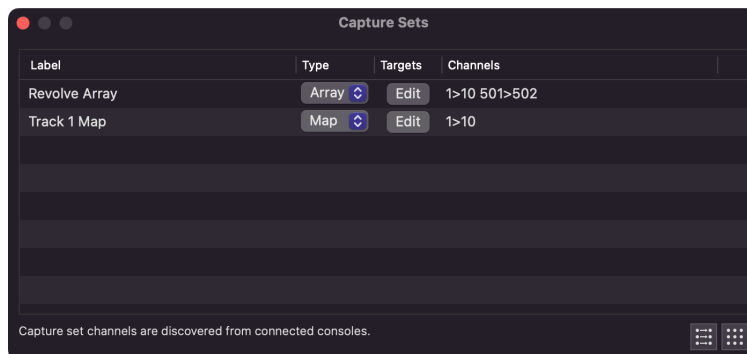 Capture Sets
Label Type Targets Channels
Revolve Array Array Edit 1>10 501>502
Track 1 Map Map Edit 1>10
Capture set channels are discovered from connected consoles.